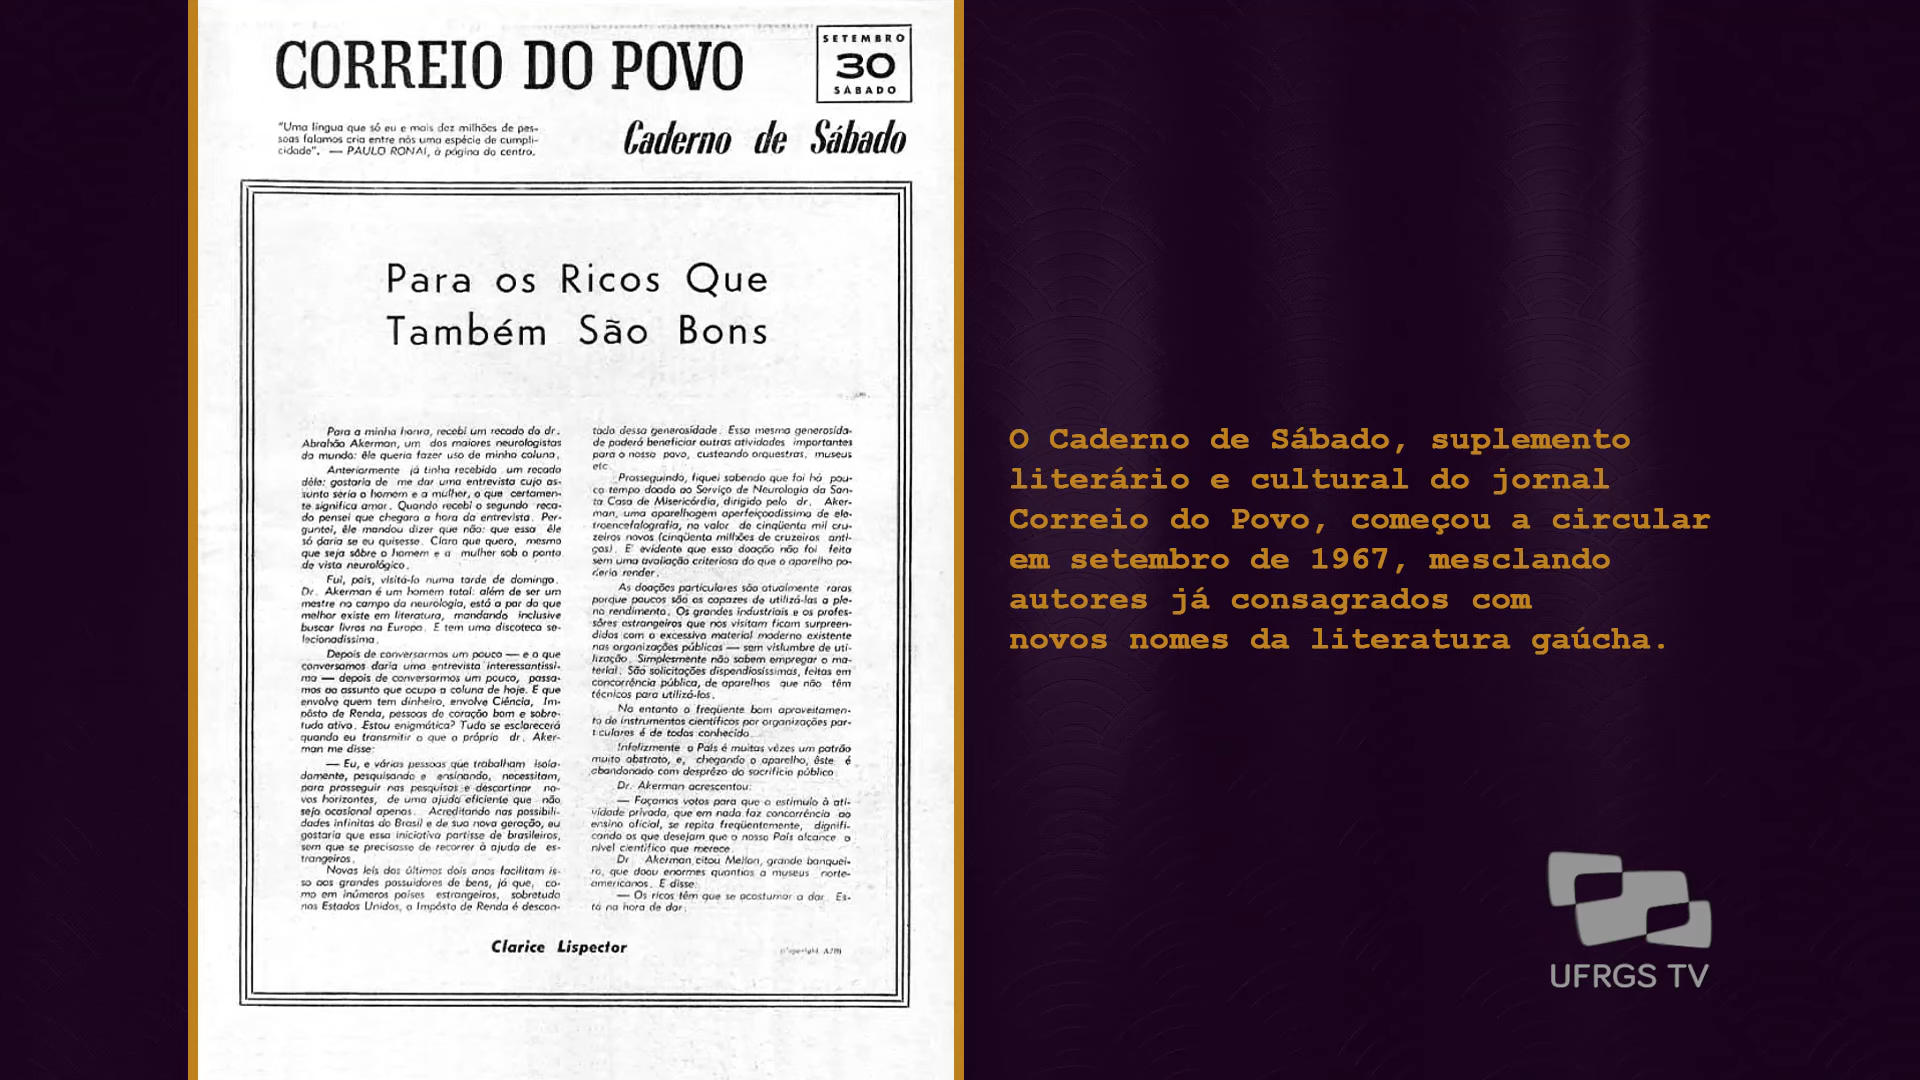 CORREIO DO POVO
SETEMBRO
30
SÁBADO
"Uma língua que só eu e mais dez milhões de pes-
soas falamos cria entre nós uma espécie de cumpli-
cidade". — PAULO RONAI, à página do centro.
Caderno de Sábado
Para os Ricos Que
Também São Bons
Para a minha honra, recebi um recado do dr.
Abrahão Akerman, um dos maiores neurologistas
do mundo: êle queria fazer uso de minha coluna.
Anteriormente já tinha recebido um recado
dêle: gostaria de me dar uma entrevista cujo as-
sunto seria o homem e a mulher, o que certamen-
te significa amor. Quando recebi o segundo reca-
do pensei que chegara a hora da entrevista. Per-
guntei, êle mandou dizer que não: que essa êle
só daria se eu quisesse. Claro que quero, mesmo
que seja sôbre o homem e a mulher sob o ponto
de vista neurológico.
Fui, pois, visitá-lo numa tarde de domingo.
Dr. Akerman é um homem total: além de ser um
mestre no campo da neurologia, está a par do que
melhor existe em literatura, mandando inclusive
buscar livros na Europa. E tem uma discoteca se-
lecionadíssima.
Depois de conversarmos um pouco — e o que
conversamos daria uma entrevista interessantíssi-
ma — depois de conversarmos um pouco, passa-
mos ao assunto que ocupa a coluna de hoje. E que
envolve quem tem dinheiro, envolve Ciência, Im-
pôsto de Renda, pessoas de coração bom e sobre-
tudo ativo. Estou enigmática? Tudo se esclarecerá
quando eu transmitir o que o próprio dr. Aker-
man me disse:
— Eu, e várias pessoas que trabalham isola-
damente, pesquisando e ensinando, necessitam,
para prosseguir nas pesquisas e descortinar no-
vos horizontes, de uma ajuda eficiente que não
seja ocasional apenas. Acreditando nas possibili-
dades infinitas do Brasil e de sua nova geração, eu
gostaria que essa iniciativa partisse de brasileiros,
sem que se precisasse de recorrer à ajuda de es-
trangeiros.
Novas leis dos últimos dois anos facilitam is-
so aos grandes possuidores de bens, já que, co-
mo em inúmeros países estrangeiros, sobretudo
nos Estados Unidos, o Impôsto de Renda é descon-
tado dessa generosidade. Essa mesma generosida-
de poderá beneficiar outras atividades importantes
para o nosso povo, custeando orquestras, museus
etc.
Prosseguindo, fiquei sabendo que foi há pou-
co tempo doada ao Serviço de Neurologia da San-
ta Casa de Misericórdia, dirigido pelo dr. Aker-
man, uma aparelhagem aperfeiçoadíssima de ele-
troencefalografia, no valor de cinqüenta mil cru-
zeiros novos (cinqüenta milhões de cruzeiros anti-
gos). E' evidente que essa doação não foi feita
sem uma avaliação criteriosa do que o aparelho po-
deria render.
As doações particulares são atualmente raras
porque poucos são os capazes de utilizá-las a ple-
no rendimento. Os grandes industriais e os profes-
sôres estrangeiros que nos visitam ficam surpreen-
didos com o excessivo material moderno existente
nas organizações públicas — sem vislumbre de uti-
lização. Simplesmente não sabem empregar o ma-
terial. São solicitações dispendiosíssimas, feitas em
concorrência pública, de aparelhos que não têm
técnicos para utilizá-los.
No entanto o freqüente bom aproveitamen-
to de instrumentos científicos por organizações par-
ticulares é de todos conhecido.
Infelizmente o País é muitas vêzes um patrão
muito abstrato, e, chegando o aparelho, êste é
abandonado com desprêzo do sacrifício público.
Dr. Akerman acrescentou:
— Façamos votos para que o estímulo à ati-
vidade privada, que em nada faz concorrência ao
ensino oficial, se repita freqüentemente, dignifi-
cando os que desejam que o nosso País alcance o
nível científico que merece.
Dr. Akerman citou Mellon, grande banquei-
ro, que doou enormes quantias a museus norte-
americanos. E disse:
— Os ricos têm que se acostumar a dar. Es-
tá na hora de dar.
Clarice Lispector
O Caderno de Sábado, suplemento
literário e cultural do jornal
Correio do Povo, começou a circular
em setembro de 1967, mesclando
autores já consagrados com
novos nomes da literatura gaúcha.
UFRGS TV